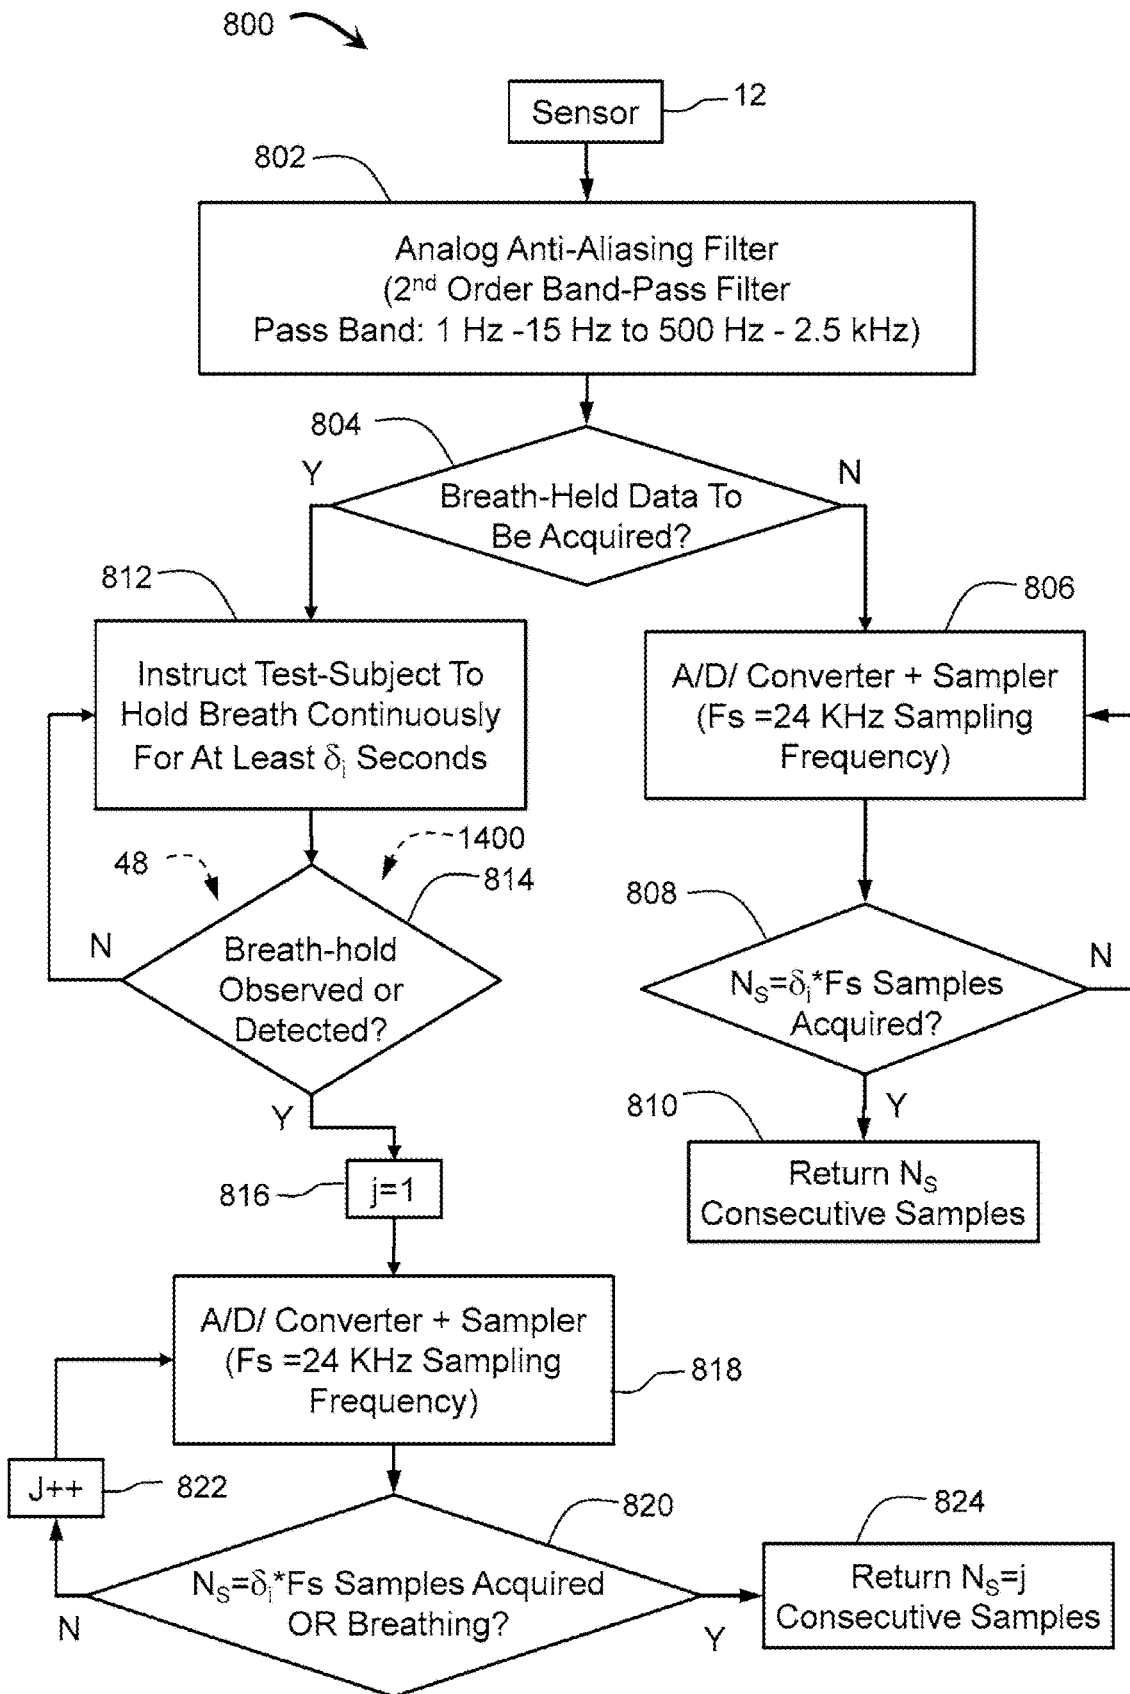 800
Sensor
12
802
Analog Anti-Aliasing Filter
(2nd Order Band-Pass Filter
Pass Band: 1 Hz -15 Hz to 500 Hz - 2.5 kHz)
804
Y
N
Breath-Held Data To
Be Acquired?
812
806
Instruct Test-Subject To
Hold Breath Continuously
For At Least δi Seconds
A/D/ Converter + Sampler
(Fs =24 KHz Sampling
Frequency)
48
1400
814
808
N
Breath-hold
Observed or
Detected?
NS=δi*Fs Samples
Acquired?
N
Y
810
Y
Return NS
Consecutive Samples
816
j=1
A/D/ Converter + Sampler
(Fs =24 KHz Sampling
Frequency)
818
J++
822
820
824
NS=δi*Fs Samples Acquired
OR Breathing?
N
Y
Return NS=j
Consecutive Samples